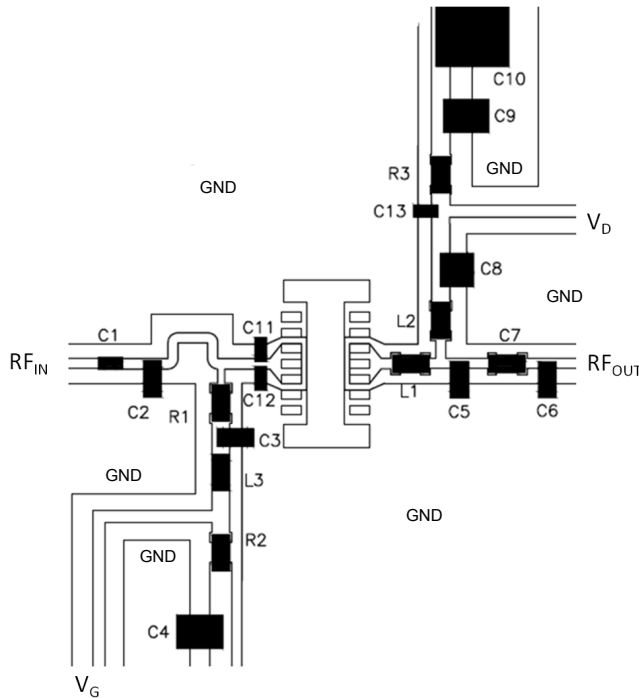 C10
C9
GND
R3
GND
C13
V_D
C8
GND
L2
C11
C1
C7
RF_IN
RF_OUT
C2
R1
C12
L1
C5
C6
C3
GND
L3
GND
R2
GND
C4
V_G